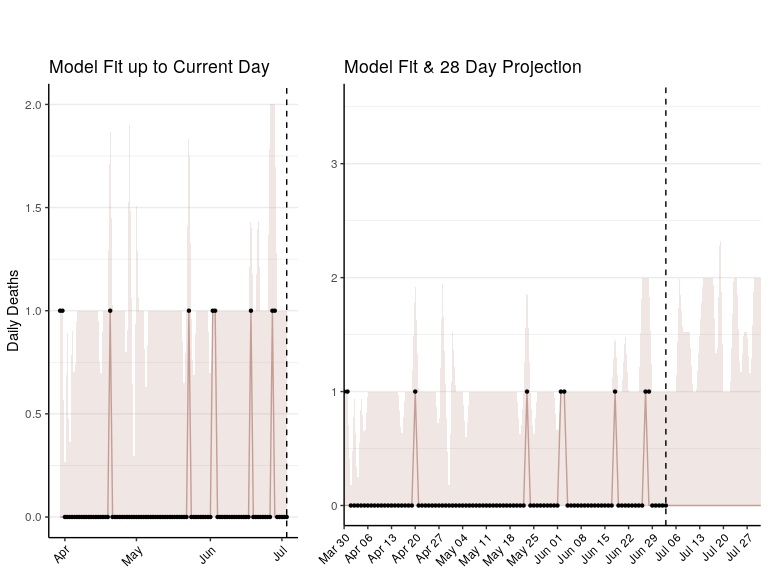 Model Fit up to Current Day
Model Fit & 28 Day Projection
Daily Deaths
2.0
1.5
1.0
0.5
0.0
Apr
May
Jun
Jul
3
2
1
0
Mar 30
Apr 06
Apr 13
Apr 20
Apr 27
May 04
May 11
May 18
May 25
Jun 01
Jun 08
Jun 15
Jun 22
Jun 29
Jul 06
Jul 13
Jul 20
Jul 27